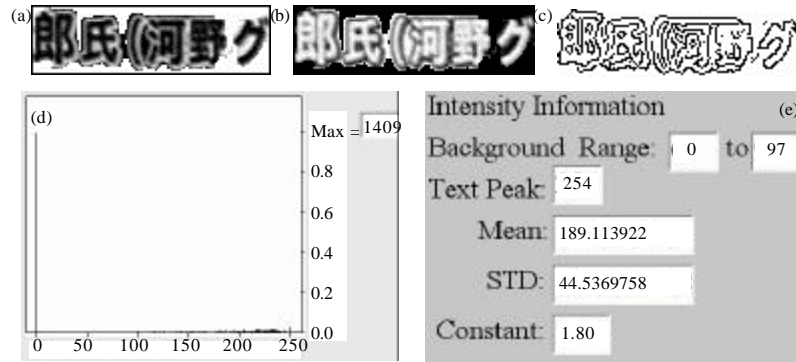 (a) 郎氏(河野グ (b) 郎氏(河野グ (c) 郎氏(河野グ
(d) Max = 1409
0.8
0.6
0.4
0.2
0.0
0 50 100 150 200 250
Intensity Information (e)
Background Range: 0 to 97
Text Peak: 254
Mean: 189.113922
STD: 44.5369758
Constant: 1.80